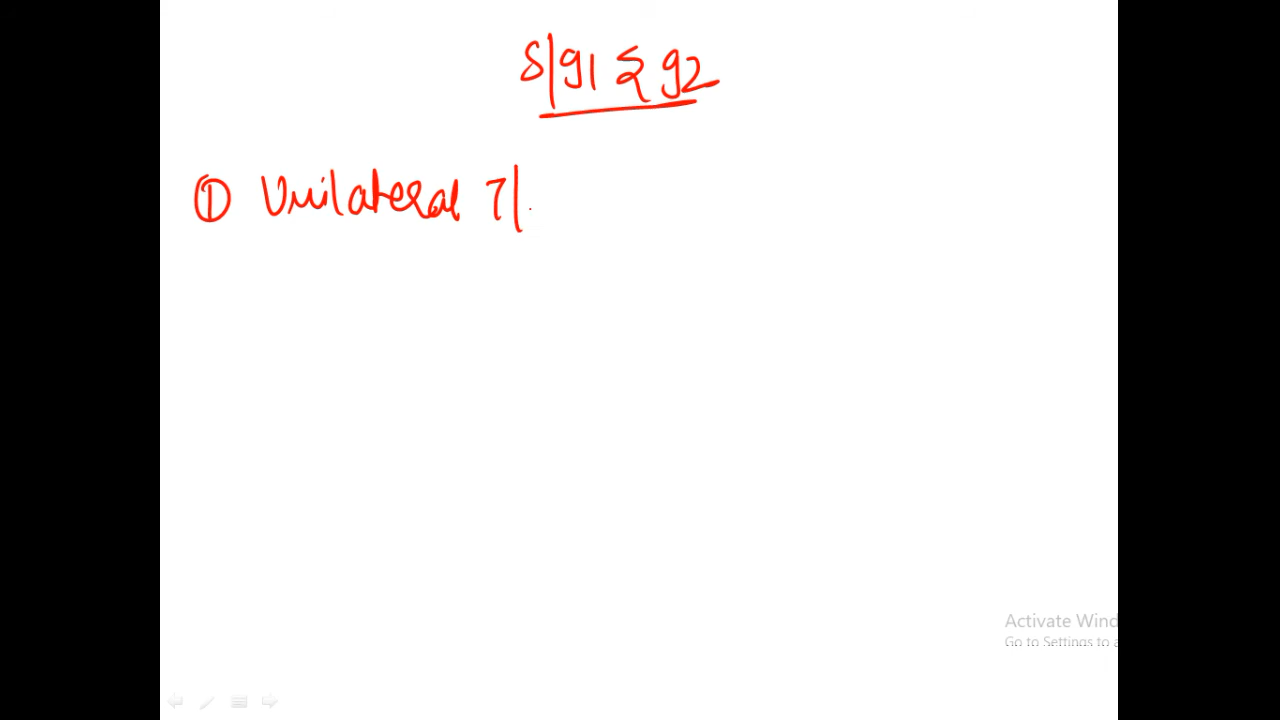 S/91 & 92
① Unilateral T/
Activate Wind
Go to Settings to a